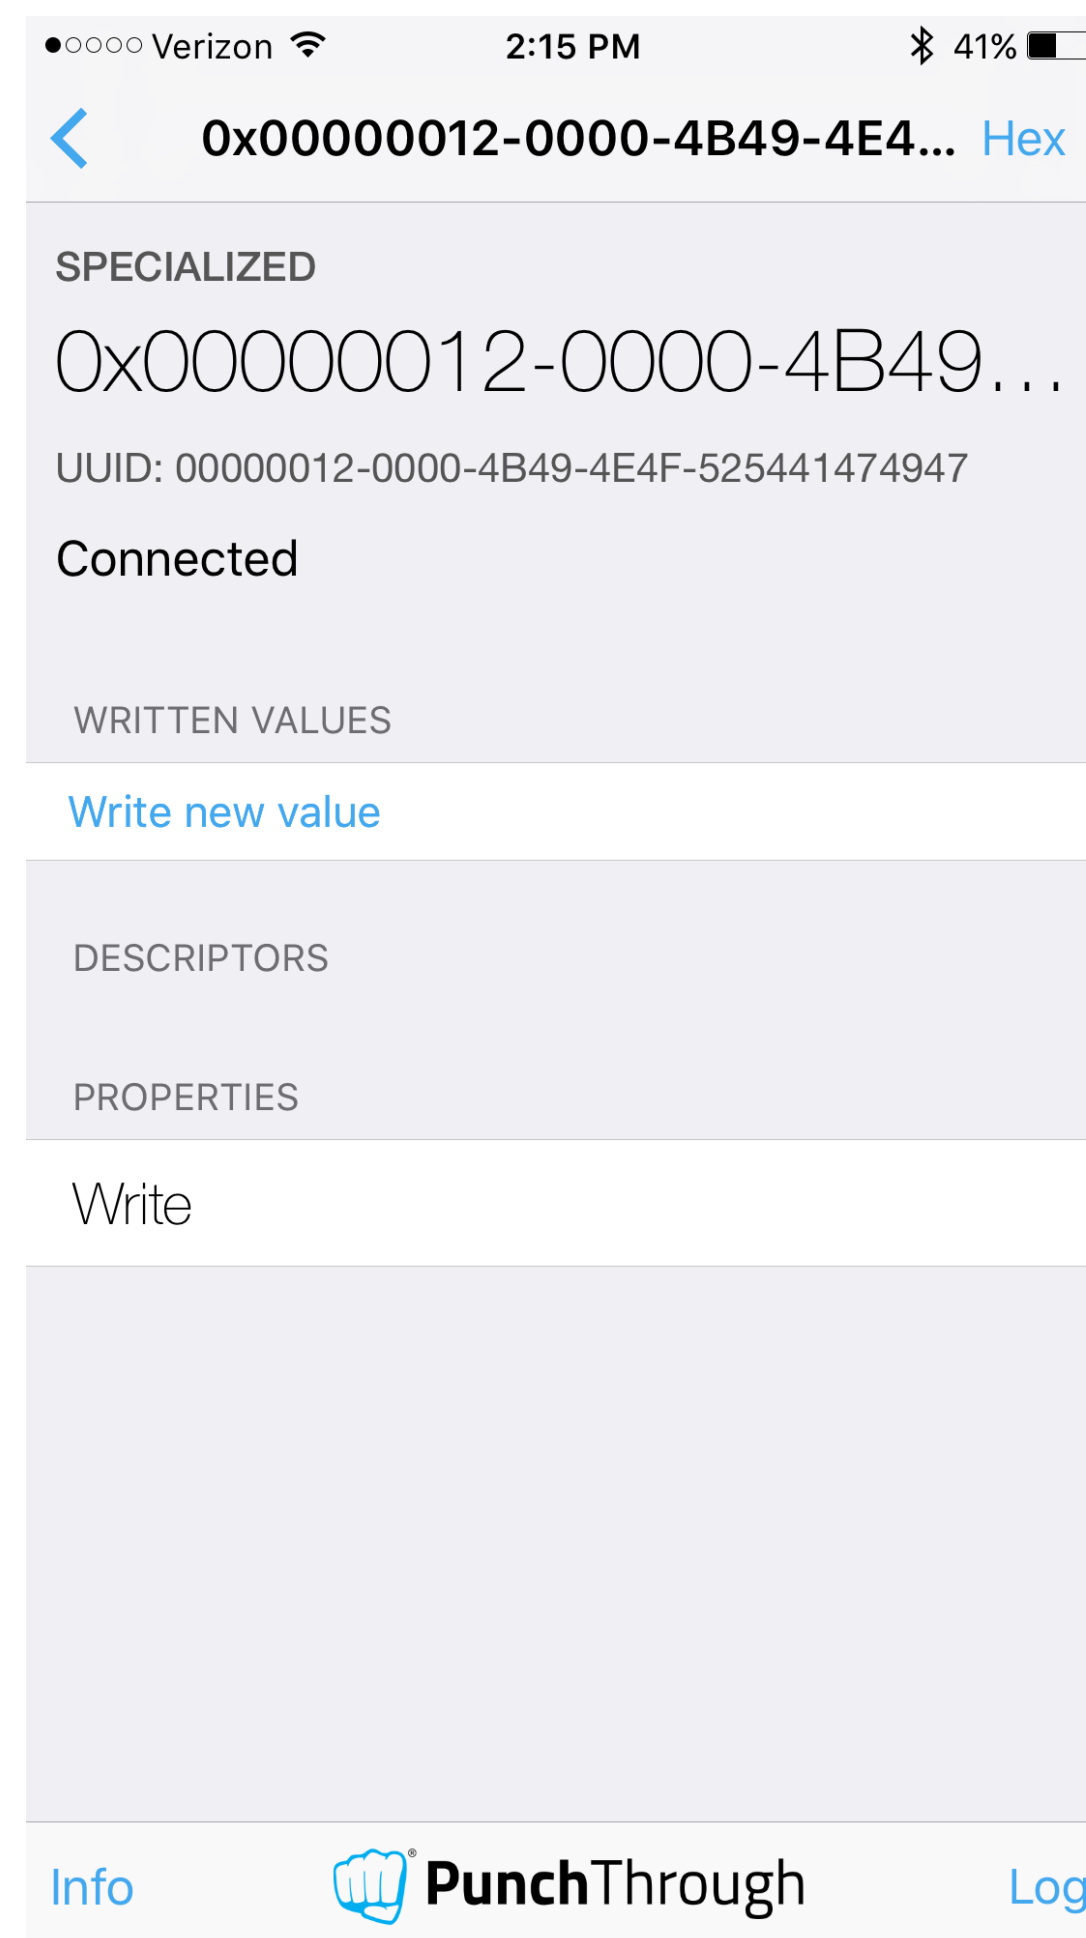 Verizon 2:15 PM 41%
0x00000012-0000-4B49-4E4... Hex
SPECIALIZED
0x00000012-0000-4B49...
UUID: 00000012-0000-4B49-4E4F-525441474947
Connected
WRITTEN VALUES
Write new value
DESCRIPTORS
PROPERTIES
Write
Info PunchThrough® Log